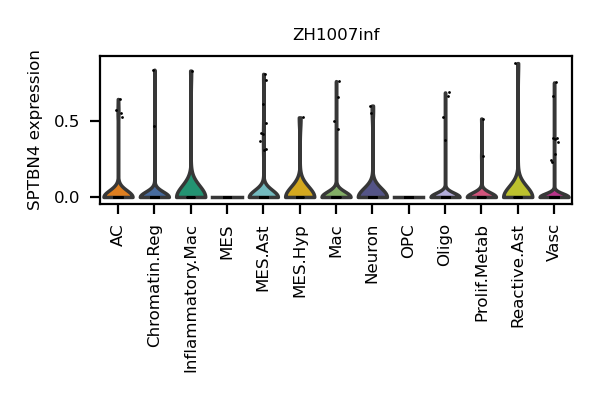 ZH1007inf
SPTBN4 expression
0.5
0.0
AC
Chromatin.Reg
Inflammatory.Mac
MES
MES.Ast
MES.Hyp
Mac
Neuron
OPC
Oligo
Prolif.Metab
Reactive.Ast
Vasc